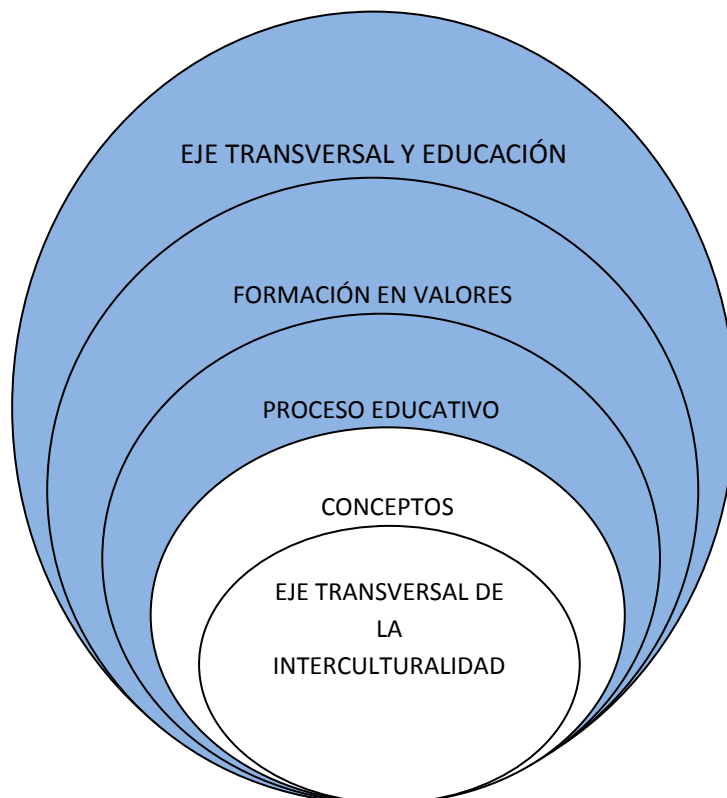 EJE TRANSVERSAL Y EDUCACIÓN
FORMACIÓN EN VALORES
PROCESO EDUCATIVO
CONCEPTOS
EJE TRANSVERSAL DE
LA
INTERCULTURALIDAD